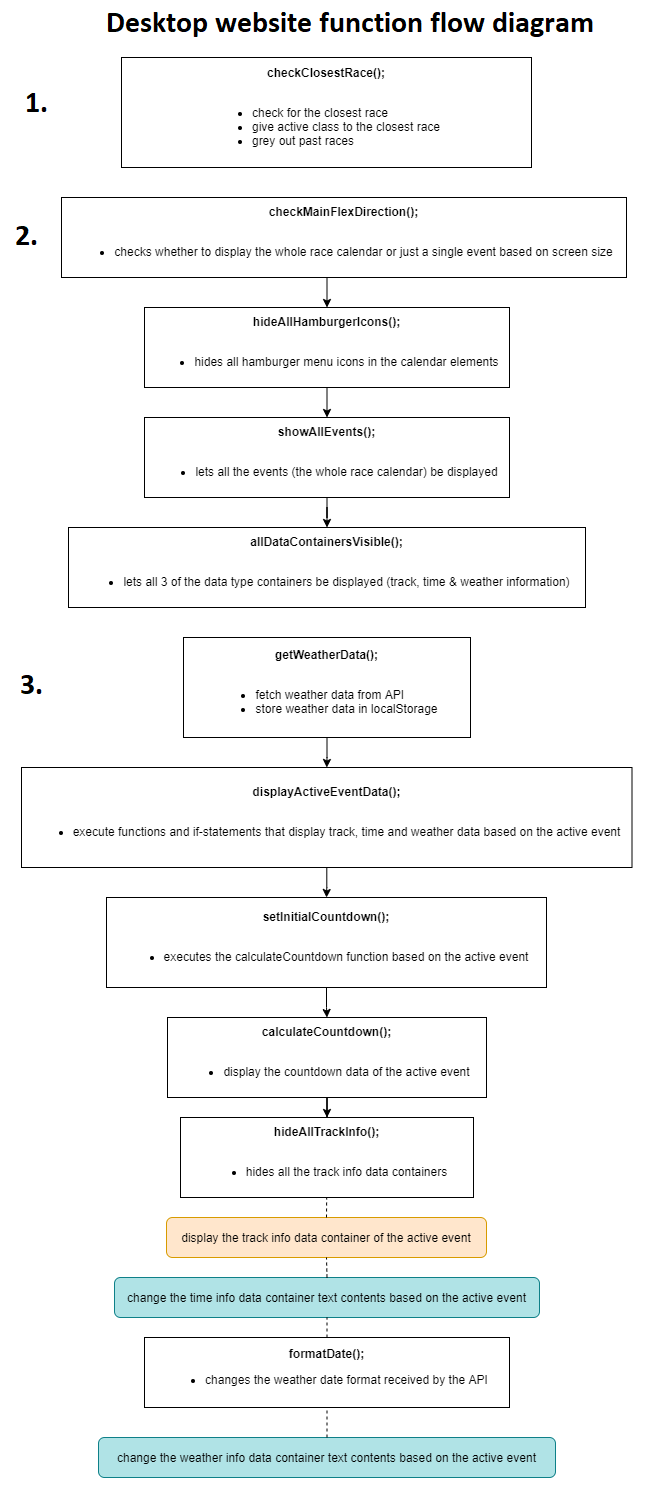 Desktop website function flow diagram
1.
checkClosestRace();
• check for the closest race
• give active class to the closest race
• grey out past races
2.
checkMainFlexDirection();
• checks whether to display the whole race calendar or just a single event based on screen size
hideAllHamburgerIcons();
• hides all hamburger menu icons in the calendar elements
showAllEvents();
• lets all the events (the whole race calendar) be displayed
allDataContainersVisible();
• lets all 3 of the data type containers be displayed (track, time & weather information)
3.
getWeatherData();
• fetch weather data from API
• store weather data in localStorage
displayActiveEventData();
• execute functions and if-statements that display track, time and weather data based on the active event
setInitialCountdown();
• executes the calculateCountdown function based on the active event
calculateCountdown();
• display the countdown data of the active event
hideAllTrackInfo();
• hides all the track info data containers
display the track info data container of the active event
change the time info data container text contents based on the active event
formatDate();
• changes the weather date format received by the API
change the weather info data container text contents based on the active event